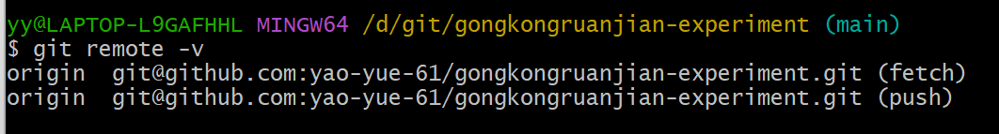 yy@LAPTOP-L9GAFHHL MINGW64 /d/git/gongkongruanjian-experiment (main)
$ git remote -v
origin  git@github.com:yao-yue-61/gongkongruanjian-experiment.git (fetch)
origin  git@github.com:yao-yue-61/gongkongruanjian-experiment.git (push)